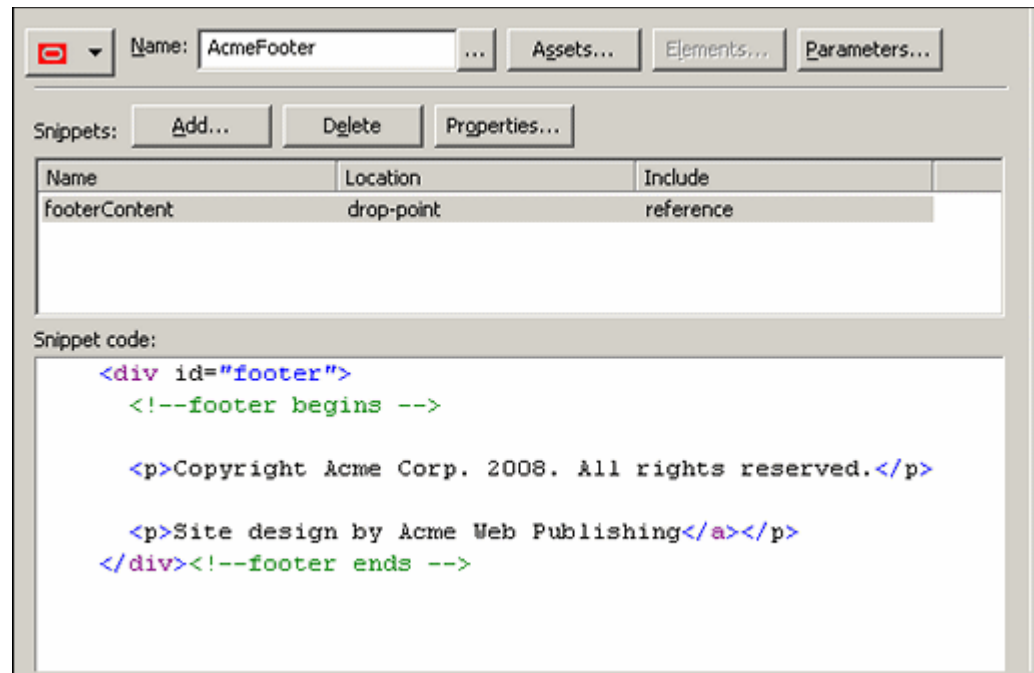 Name: AcmeFooter ... Assets... Elements... Parameters...
Snippets: Add... Delete Properties...
Name Location Include
footerContent drop-point reference
Snippet code:
<div id="footer">
<!--footer begins -->
<p>Copyright Acme Corp. 2008. All rights reserved.</p>
<p>Site design by Acme Web Publishing</a></p>
</div><!--footer ends -->